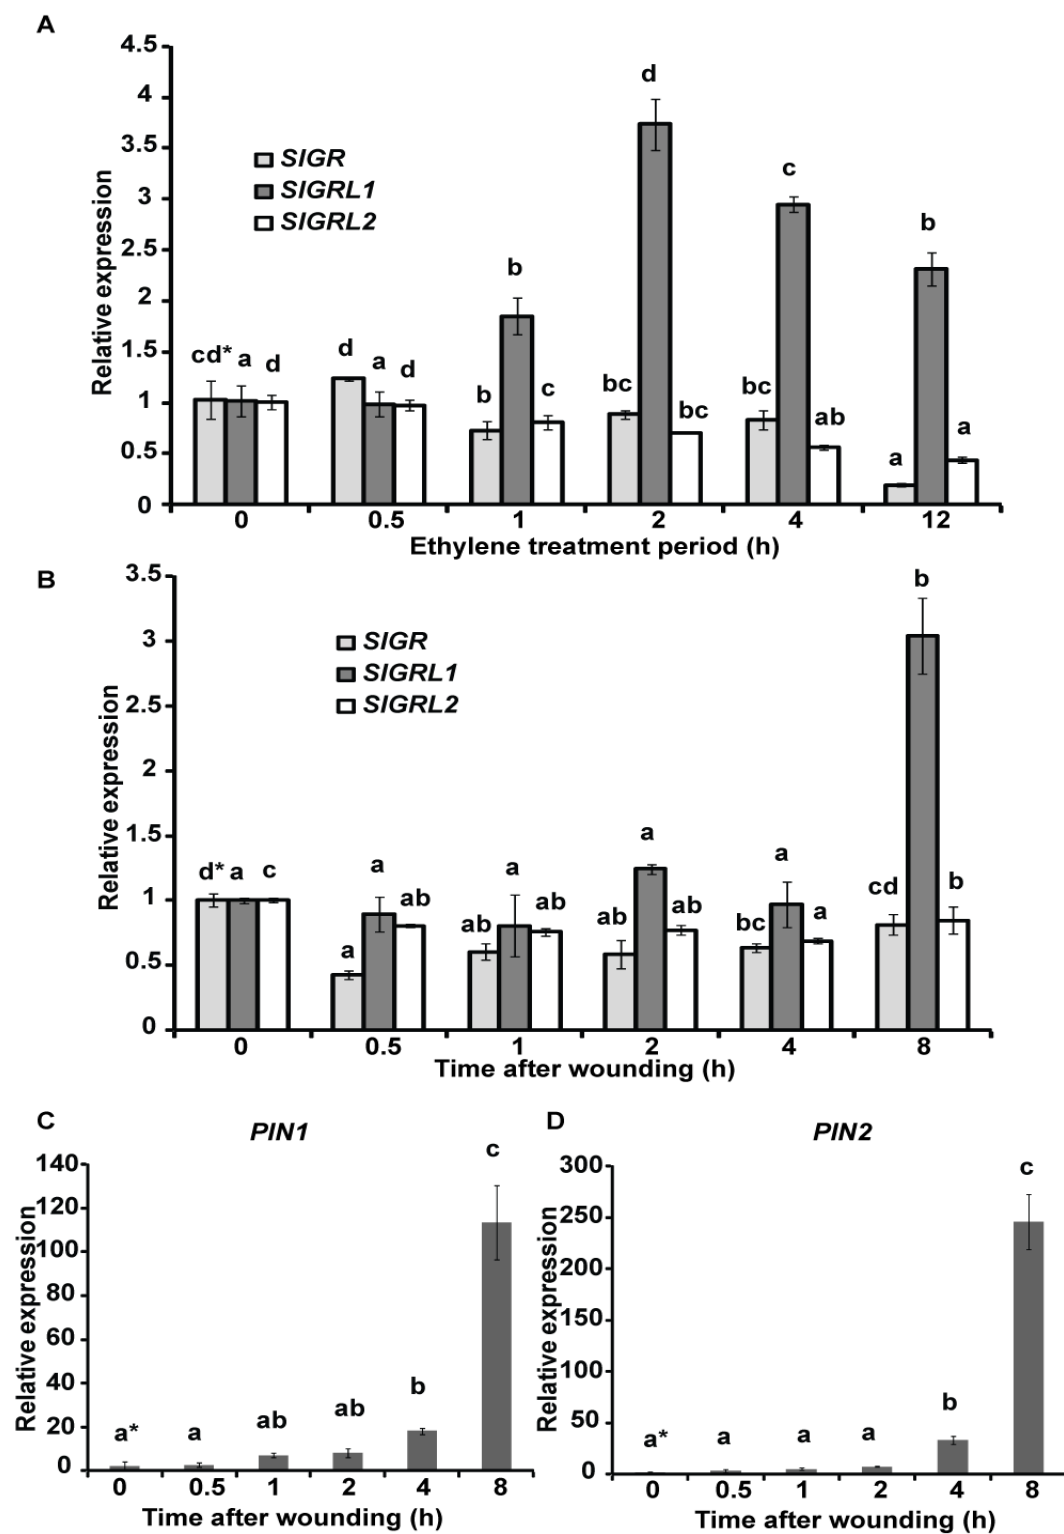 A
4.5
4
3.5
3
2.5
2
1.5
1
0.5
0
Relative expression
SlGR
SlGRL1
SlGRL2
cd* a d
d a d
b b c
bc d bc
bc c ab
a b a
0 0.5 1 2 4 12
Ethylene treatment period (h)
B
3.5
3
2.5
2
1.5
1
0.5
0
Relative expression
SlGR
SlGRL1
SlGRL2
d* a c
a a ab
ab a ab
ab a ab
bc a a
cd b b
0 0.5 1 2 4 8
Time after wounding (h)
C
PIN1
140
120
100
80
60
40
20
0
Relative expression
a* a ab ab b c
0 0.5 1 2 4 8
Time after wounding (h)
D
PIN2
300
250
200
150
100
50
0
Relative expression
a* a a a b c
0 0.5 1 2 4 8
Time after wounding (h)